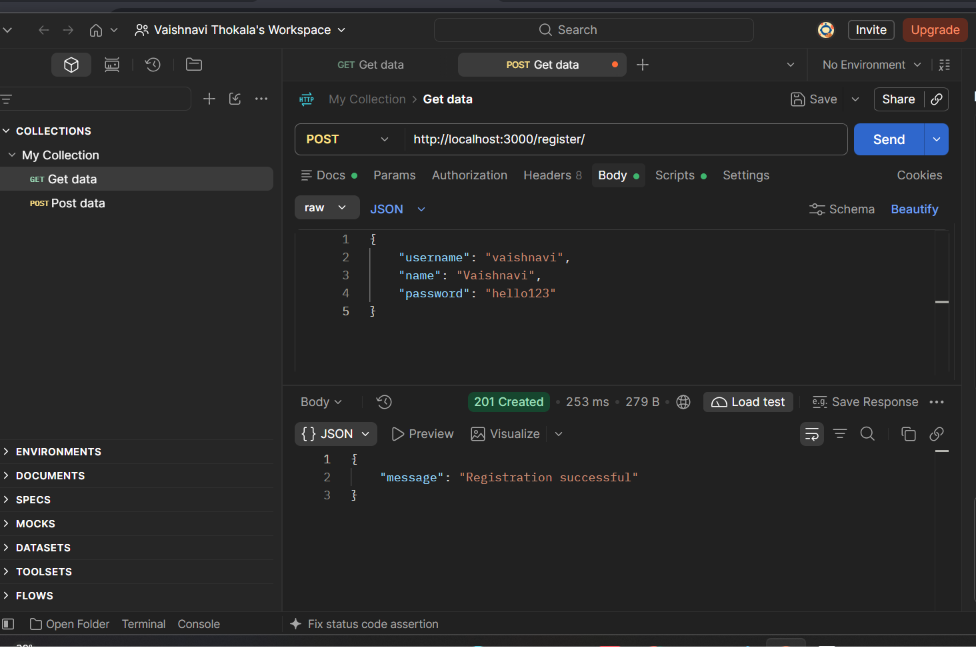 Vaishnavi Thokala's Workspace
Search
Invite
Upgrade
GET Get data
POST Get data
No Environment
HTTP
My Collection > Get data
Save
Share
COLLECTIONS
My Collection
GET Get data
POST Post data
POST
http://localhost:3000/register/
Send
Docs
Params
Authorization
Headers 8
Body
Scripts
Settings
Cookies
raw
JSON
Schema
Beautify
1 {
2 "username": "vaishnavi",
3 "name": "Vaishnavi",
4 "password": "hello123"
5 }
Body
201 Created • 253 ms • 279 B
Load test
e.g. Save Response
{} JSON
Preview
Visualize
1 {
2 "message": "Registration successful"
3 }
ENVIRONMENTS
DOCUMENTS
SPECS
MOCKS
DATASETS
TOOLSETS
FLOWS
Open Folder
Terminal
Console
Fix status code assertion